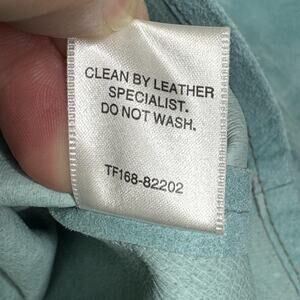 CLEAN BY LEATHER
SPECIALIST.
DO NOT WASH.
TF168-82202